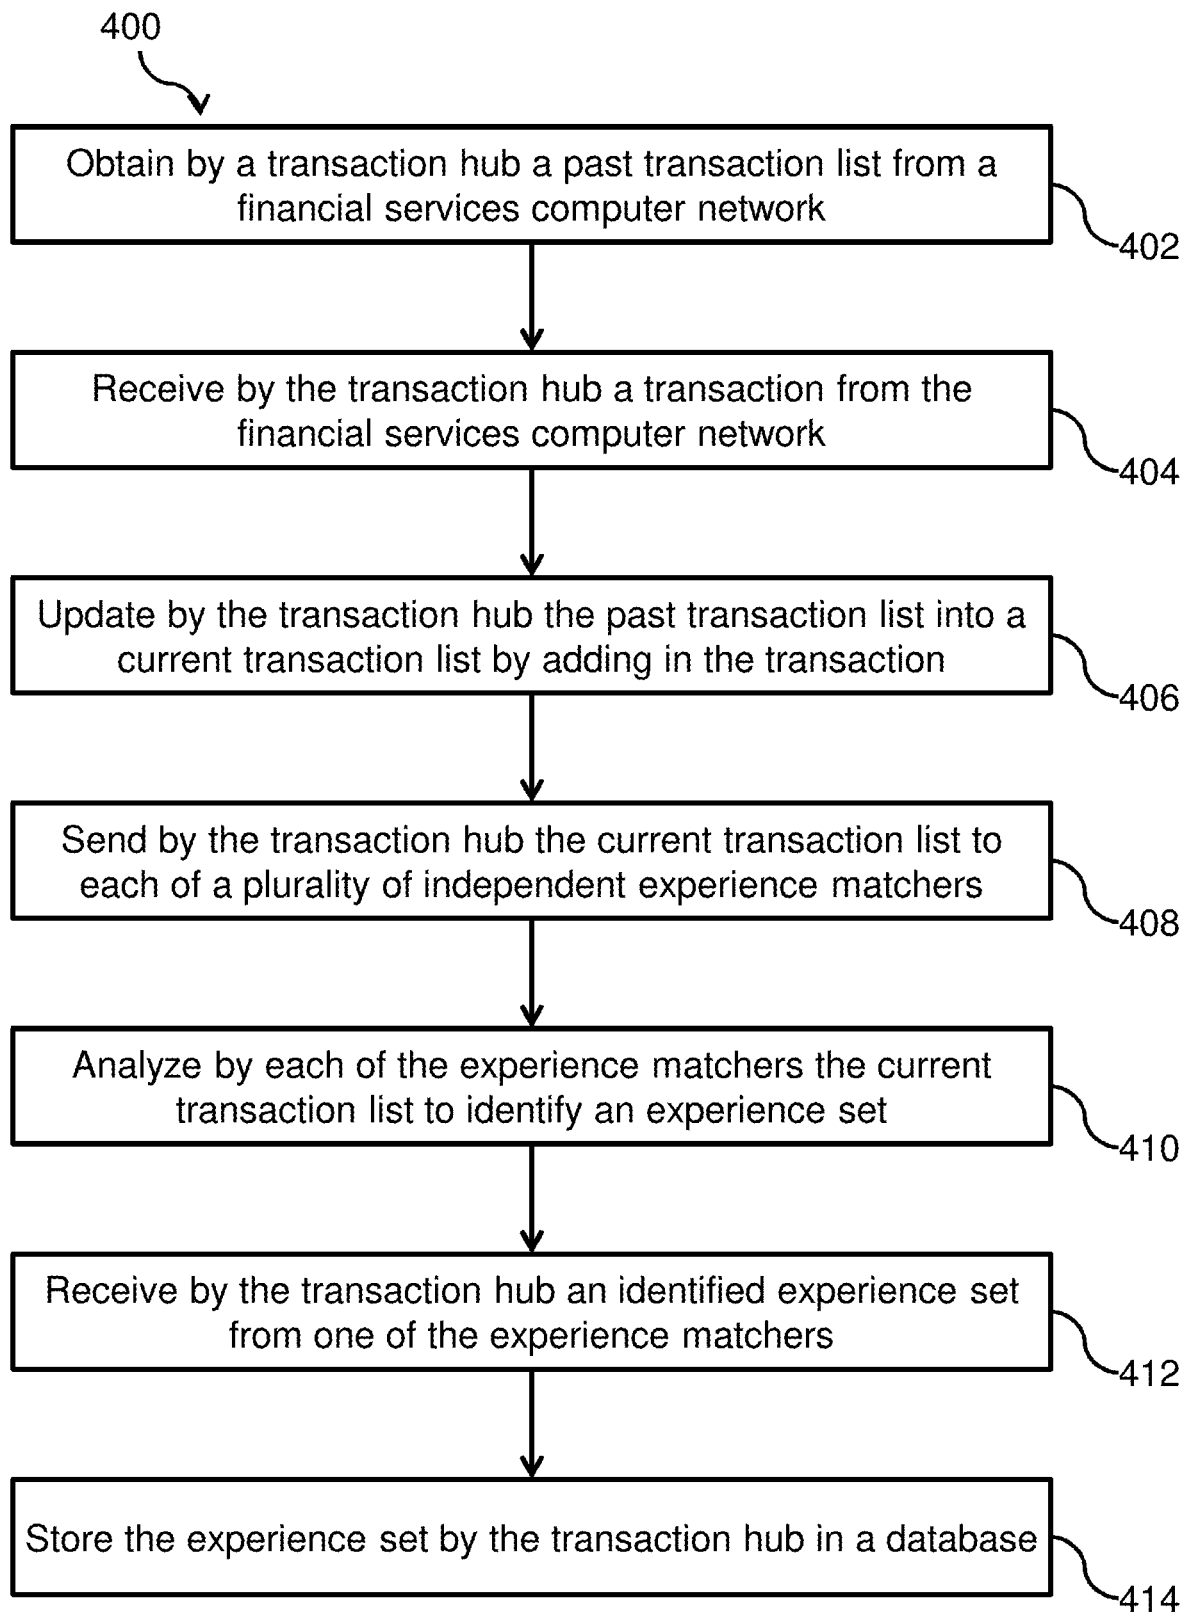 400
Obtain by a transaction hub a past transaction list from a
financial services computer network
402
Receive by the transaction hub a transaction from the
financial services computer network
404
Update by the transaction hub the past transaction list into a
current transaction list by adding in the transaction
406
Send by the transaction hub the current transaction list to
each of a plurality of independent experience matchers
408
Analyze by each of the experience matchers the current
transaction list to identify an experience set
410
Receive by the transaction hub an identified experience set
from one of the experience matchers
412
Store the experience set by the transaction hub in a database
414